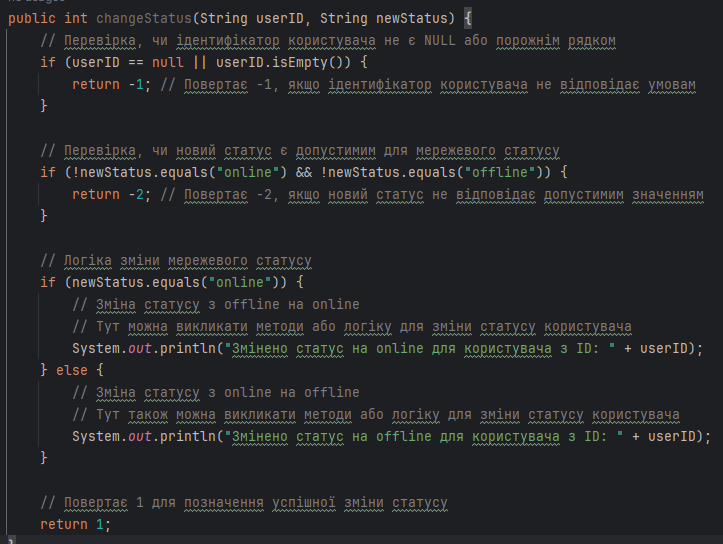 public int changeStatus(String userID, String newStatus) {
// Перевірка, чи ідентифікатор користувача не є NULL або порожнім рядком
if (userID == null || userID.isEmpty()) {
return -1; // Повертає -1, якщо ідентифікатор користувача не відповідає умовам
}
// Перевірка, чи новий статус є допустимим для мережевого статусу
if (!newStatus.equals("online") && !newStatus.equals("offline")) {
return -2; // Повертає -2, якщо новий статус не відповідає допустимим значенням
}
// Логіка зміни мережевого статусу
if (newStatus.equals("online")) {
// Зміна статусу з offline на online
// Тут можна викликати методи або логіку для зміни статусу користувача
System.out.println("Змінено статус на online для користувача з ID: " + userID);
} else {
// Зміна статусу з online на offline
// Тут також можна викликати методи або логіку для зміни статусу користувача
System.out.println("Змінено статус на offline для користувача з ID: " + userID);
}
// Повертає 1 для позначення успішної зміни статусу
return 1;
}